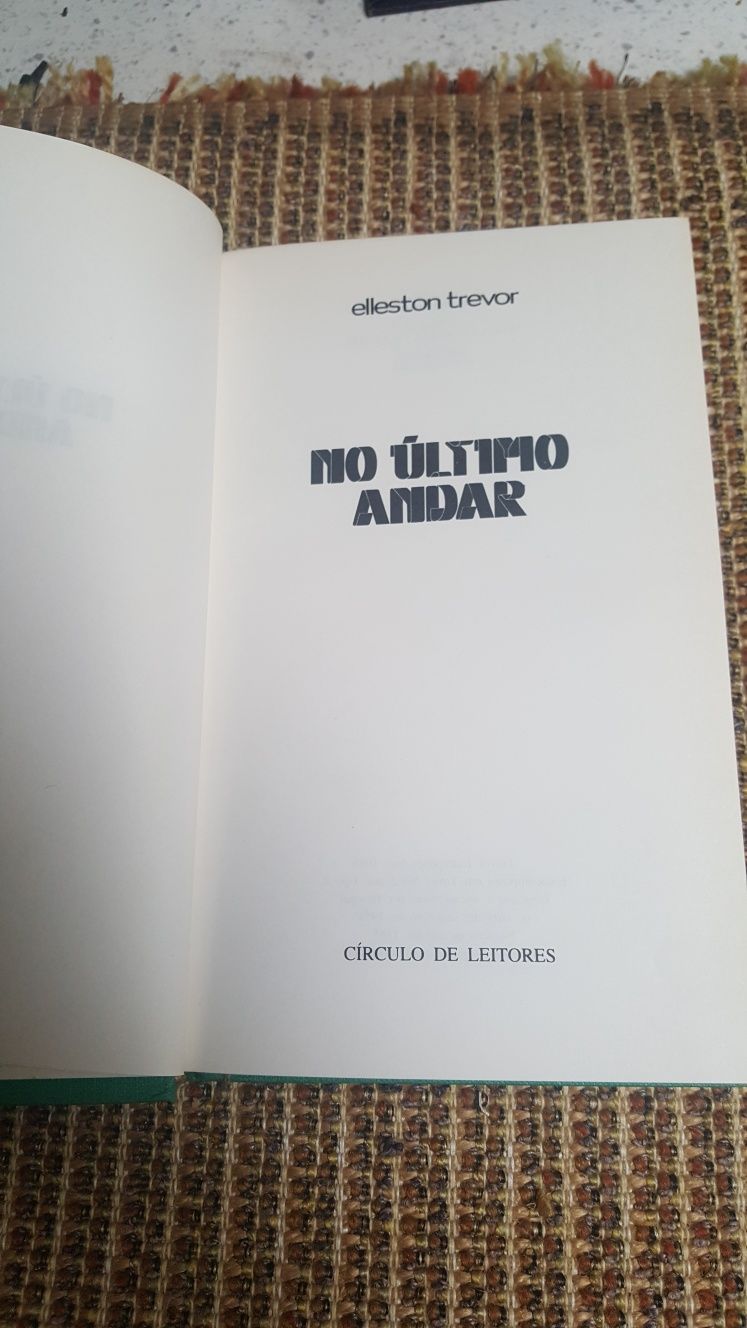 elleston trevor
NO ÚLTIMO
ANDAR
CÍRCULO DE LEITORES